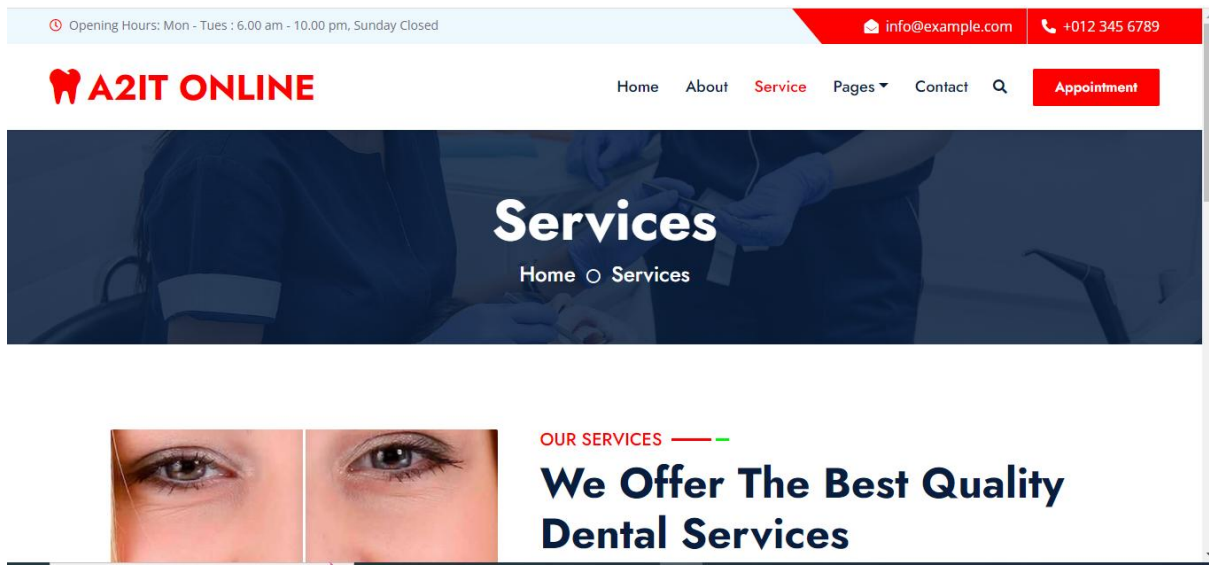 Opening Hours: Mon - Tues : 6.00 am - 10.00 pm, Sunday Closed
info@example.com
+012 345 6789
A2IT ONLINE
Home About Service Pages Contact Appointment
Services
Home Services
OUR SERVICES
We Offer The Best Quality
Dental Services